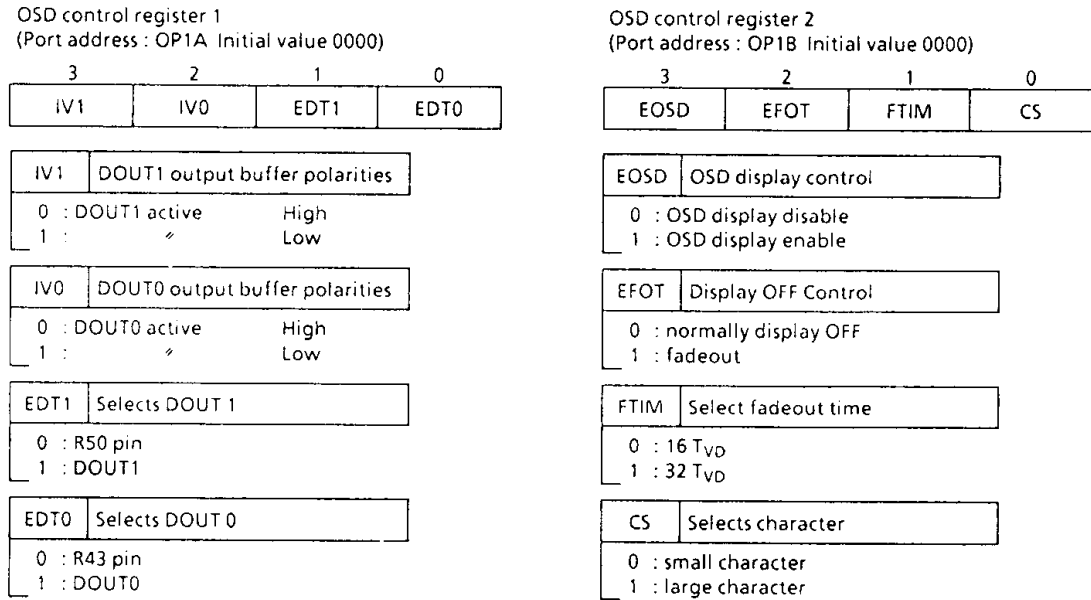 OSD control register 1
(Port address : OP1A Initial value 0000)
3 2 1 0
IV1 IV0 EDT1 EDT0
IV1 DOUT1 output buffer polarities
0 : DOUT1 active High
1 : 〃 Low
IV0 DOUT0 output buffer polarities
0 : DOUT0 active High
1 : 〃 Low
EDT1 Selects DOUT 1
0 : R50 pin
1 : DOUT1
EDT0 Selects DOUT 0
0 : R43 pin
1 : DOUT0
OSD control register 2
(Port address : OP1B Initial value 0000)
3 2 1 0
EOSD EFOT FTIM CS
EOSD OSD display control
0 : OSD display disable
1 : OSD display enable
EFOT Display OFF Control
0 : normally display OFF
1 : fadeout
FTIM Select fadeout time
0 : 16 TVD
1 : 32 TVD
CS Selects character
0 : small character
1 : large character